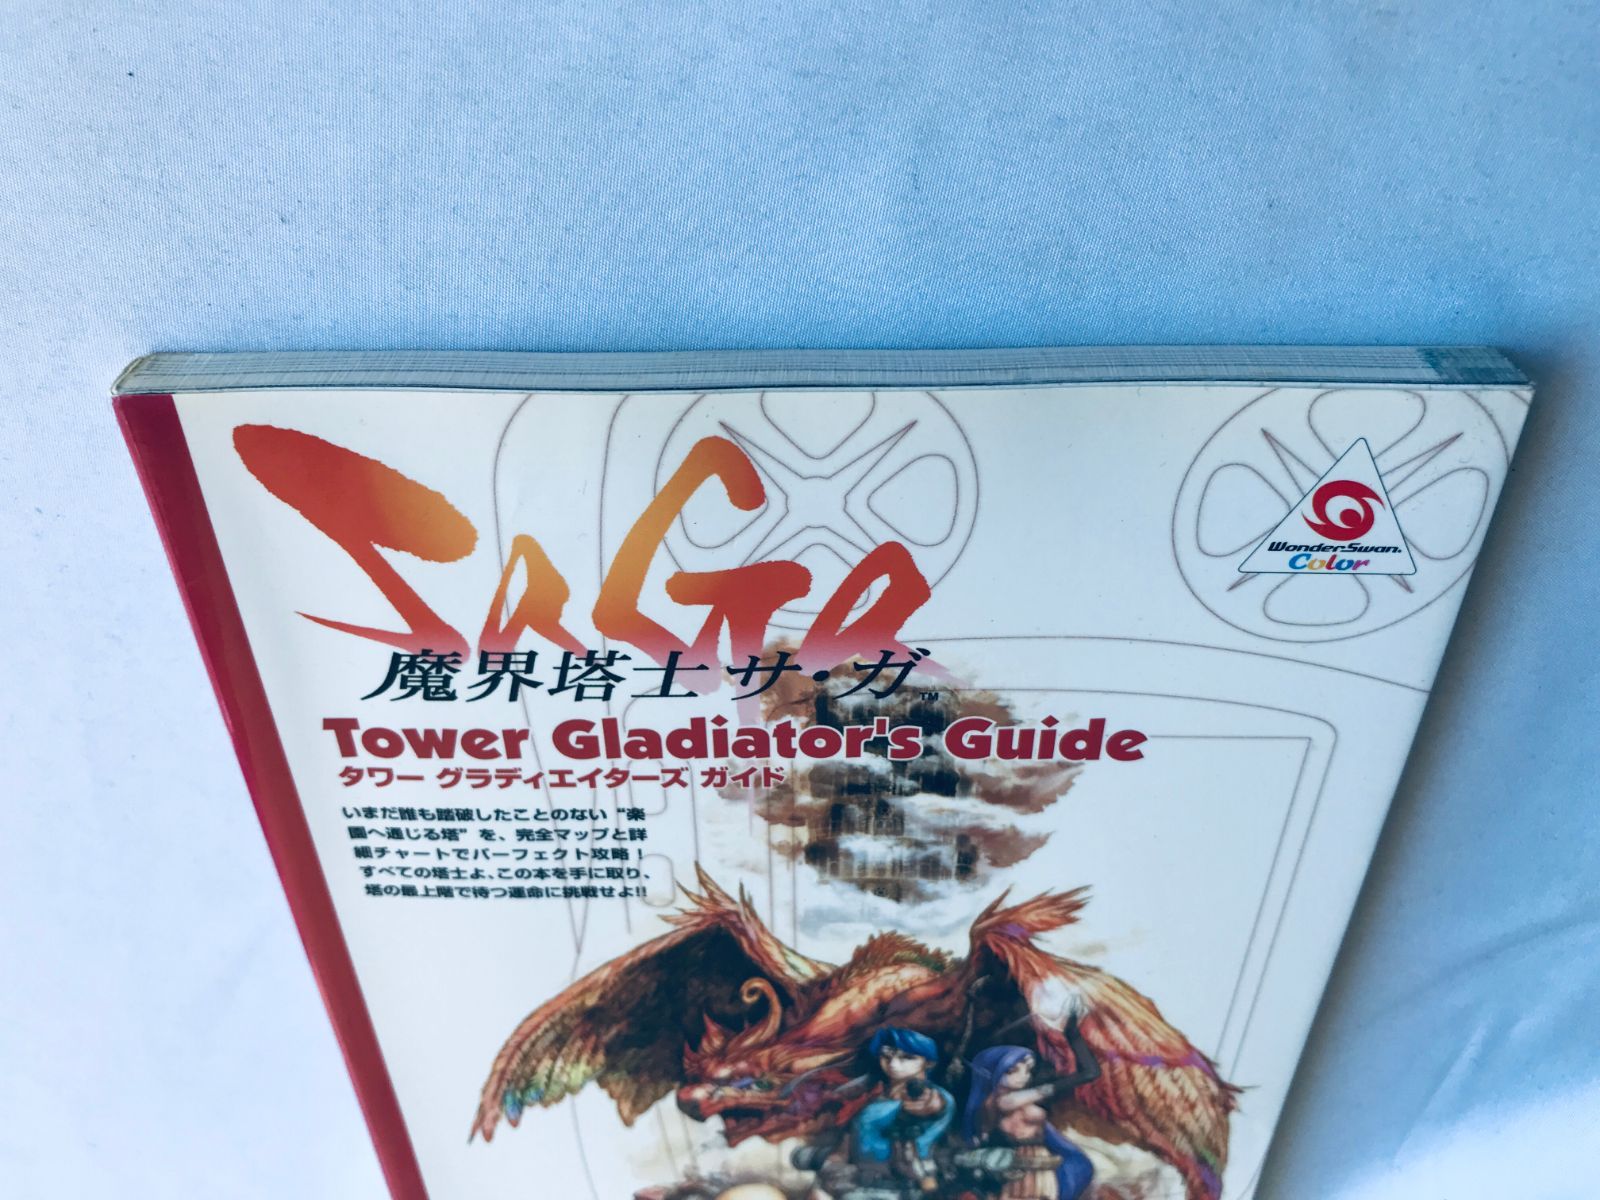 SaGa
魔界塔士 サ・ガ™
Tower Gladiator's Guide
タワー グラディエイターズ ガイド
いまだ誰も踏破したことのない“楽
園へ通じる塔”を、完全マップと詳
細チャートでパーフェクト攻略！
すべての塔士よ、この本を手に取り、
塔の最上階で待つ運命に挑戦せよ!!
WonderSwan.
Color